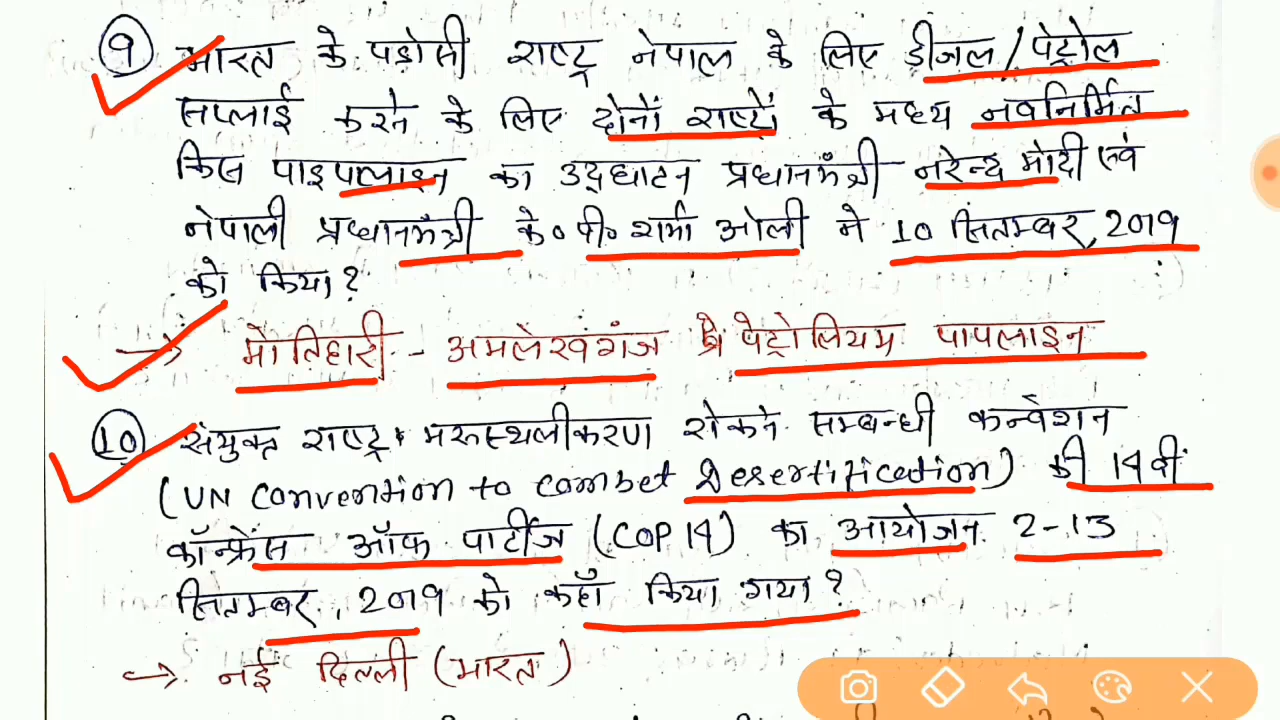 9 भारत के पड़ोसी राष्ट्र नेपाल के लिए डीजल/पेट्रोल
सप्लाई करने के लिए दोनों राष्ट्रों के मध्य नवनिर्मित
किस पाइपलाइन का उद्घाटन प्रधानमंत्री नरेन्द्र मोदी एवं
नेपाली प्रधानमंत्री के० पी० शर्मा ओली ने 10 सितम्बर, 2019
को किया?
→ मोतिहारी - अमलेखगंज पेट्रोलियम पापलाइन
10 संयुक्त राष्ट्र मरुस्थलीकरण रोकने सम्बन्धी कन्वेशन
(UN convention to combet Desertification) की 14वीं
कॉन्फ्रेंस ऑफ पार्टीज (COP 14) का आयोजन 2-13
सितम्बर, 2019 को कहाँ किया गया?
→ नई दिल्ली (भारत)